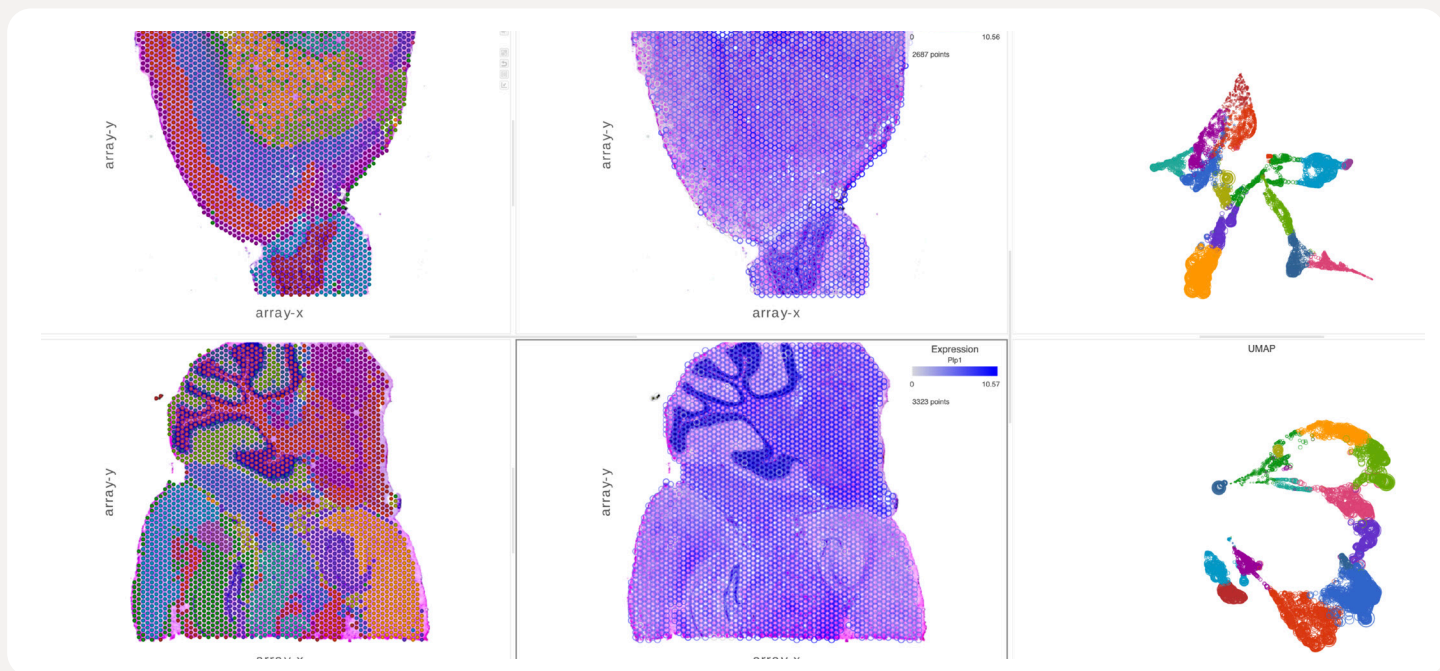 array-y
array-x
array-y
0 10.56
2687 points
array-x
array-y
array-y
Expression
Plp1
0 10.57
3323 points
UMAP